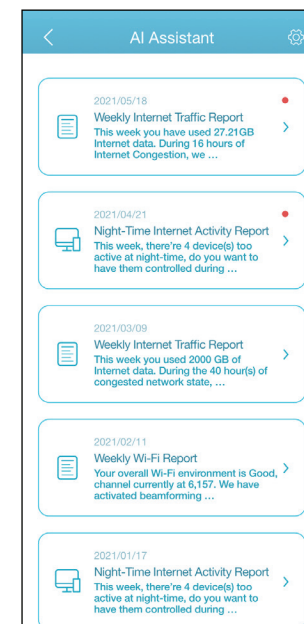 AI Assistant
2021/05/18
Weekly Internet Traffic Report
This week you have used 27.21GB
Internet data. During 16 hours of
Internet Congestion, we ...
2021/04/21
Night-Time Internet Activity Report
This week, there're 4 device(s) too
active at night-time, do you want to
have them controlled during ...
2021/03/09
Weekly Internet Traffic Report
This week you used 2000 GB of
Internet data. During the 40 hour(s) of
congested network state, ...
2021/02/11
Weekly Wi-Fi Report
Your overall Wi-Fi environment is Good,
channel currently at 6,157. We have
activated beamforming ...
2021/01/17
Night-Time Internet Activity Report
This week, there're 4 device(s) too
active at night-time, do you want to
have them controlled during ...